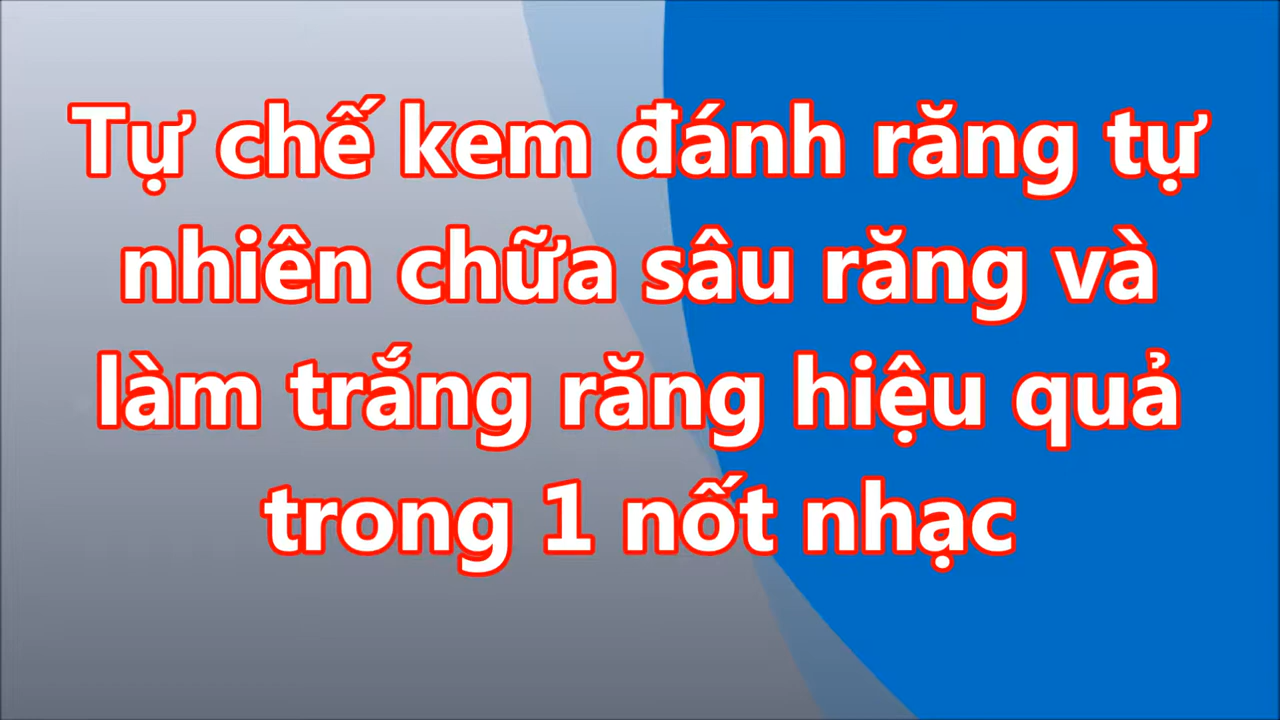 Tự chế kem đánh răng tự
nhiên chữa sâu răng và
làm trắng răng hiệu quả
trong 1 nốt nhạc